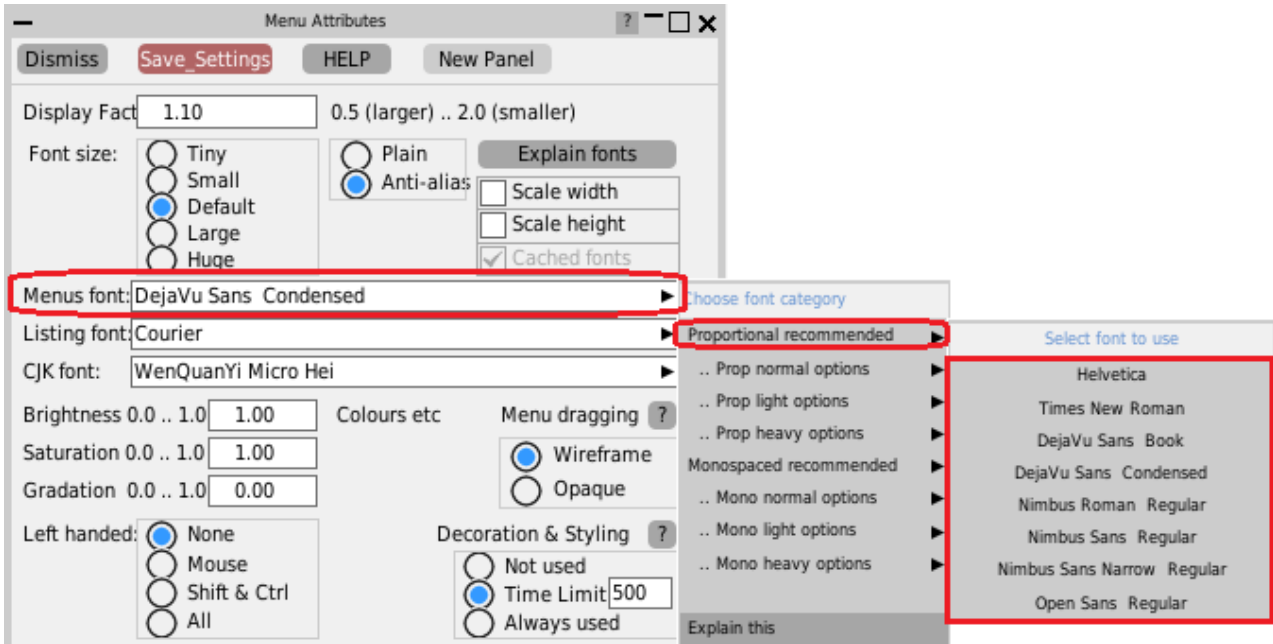 Menu Attributes ?
Dismiss Save_Settings HELP New Panel
Display Fact 1.10 0.5 (larger) .. 2.0 (smaller)
Font size: Tiny Plain Explain fonts
Small Anti-alias Scale width
Default
Large Scale height
Huge Cached fonts
Menus font: DejaVu Sans Condensed
Listing font: Courier
CJK font: WenQuanYi Micro Hei
Brightness 0.0 .. 1.0 1.00 Colours etc Menu dragging ?
Saturation 0.0 .. 1.0 1.00 Wireframe
Gradation 0.0 .. 1.0 0.00 Opaque
Left handed: None Decoration & Styling ?
Mouse Not used
Shift & Ctrl Time Limit 500
All Always used
Choose font category
Proportional recommended
.. Prop normal options
.. Prop light options
.. Prop heavy options
Monospaced recommended
.. Mono normal options
.. Mono light options
.. Mono heavy options
Explain this
Select font to use
Helvetica
Times New Roman
DejaVu Sans Book
DejaVu Sans Condensed
Nimbus Roman Regular
Nimbus Sans Regular
Nimbus Sans Narrow Regular
Open Sans Regular